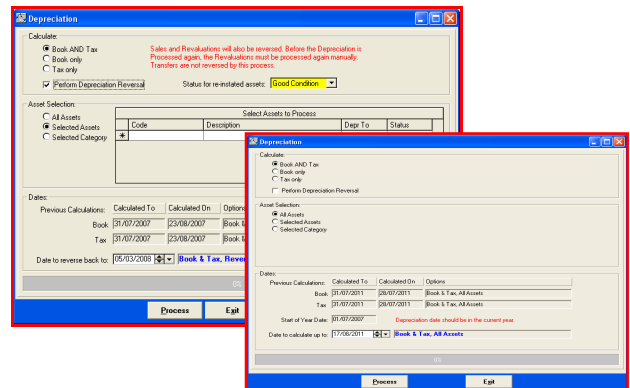 Depreciation
Calculate:
Book AND Tax
Book only
Tax only
Sales and Revaluations will also be reversed. Before the Depreciation is
Processed again, the Revaluations must be processed again manually.
Transfers are not reversed by this process.
Perform Depreciation Reversal
Status for re-instated assets: Good Condition
Asset Selection:
All Assets
Selected Assets
Selected Category
Select Assets to Process
Code Description Depr To Status
Dates:
Previous Calculations: Calculated To Calculated On Option
Book 31/07/2007 23/08/2007 Book &
Tax 31/07/2007 23/08/2007 Book &
Date to reverse back to: 05/03/2008 Book & Tax, Rever
0%
Process Exit
Depreciation
Calculate:
Book AND Tax
Book only
Tax only
Perform Depreciation Reversal
Asset Selection:
All Assets
Selected Assets
Selected Category
Dates:
Previous Calculations: Calculated To Calculated On Options
Book 31/07/2011 28/07/2011 Book & Tax, All Assets
Tax 31/07/2011 28/07/2011 Book & Tax, All Assets
Start of Year Date: 01/07/2007 Depreciation date should be in the current year.
Date to calculate up to: 17/08/2011 Book & Tax, All Assets
0%
Process Exit